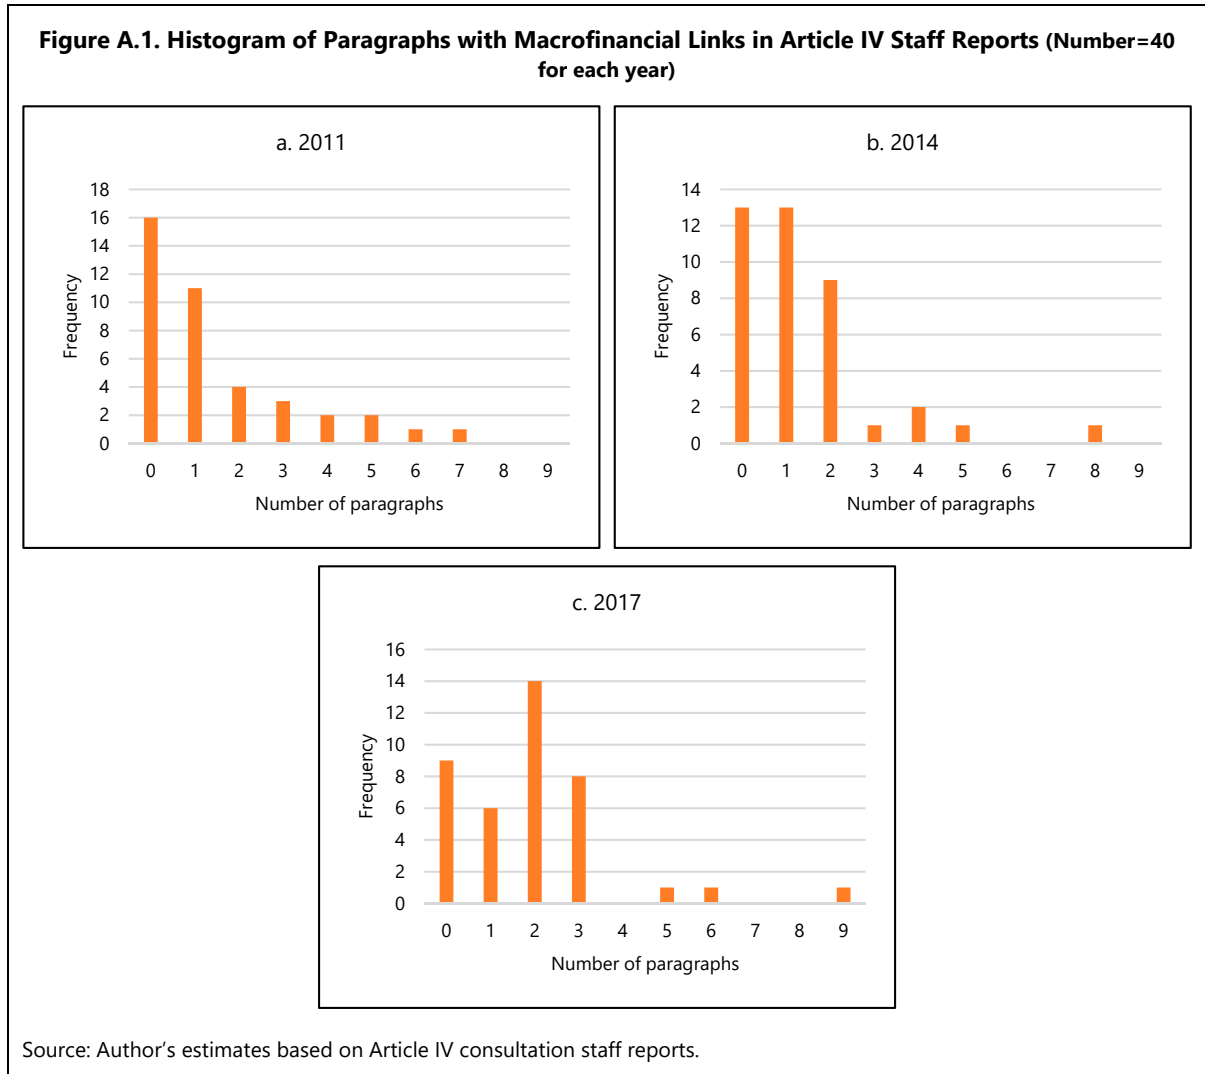 Figure A.1. Histogram of Paragraphs with Macrofinancial Links in Article IV Staff Reports (Number=40
for each year)
a. 2011
Frequency
18
16
14
12
10
8
6
4
2
0
0 1 2 3 4 5 6 7 8 9
Number of paragraphs
b. 2014
Frequency
14
12
10
8
6
4
2
0
0 1 2 3 4 5 6 7 8 9
Number of paragraphs
c. 2017
Frequency
16
14
12
10
8
6
4
2
0
0 1 2 3 4 5 6 7 8 9
Number of paragraphs
Source: Author’s estimates based on Article IV consultation staff reports.